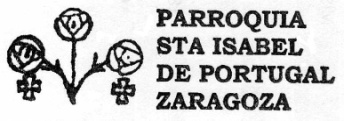 PARROQUIA
STA ISABEL
DE PORTUGAL
ZARAGOZA